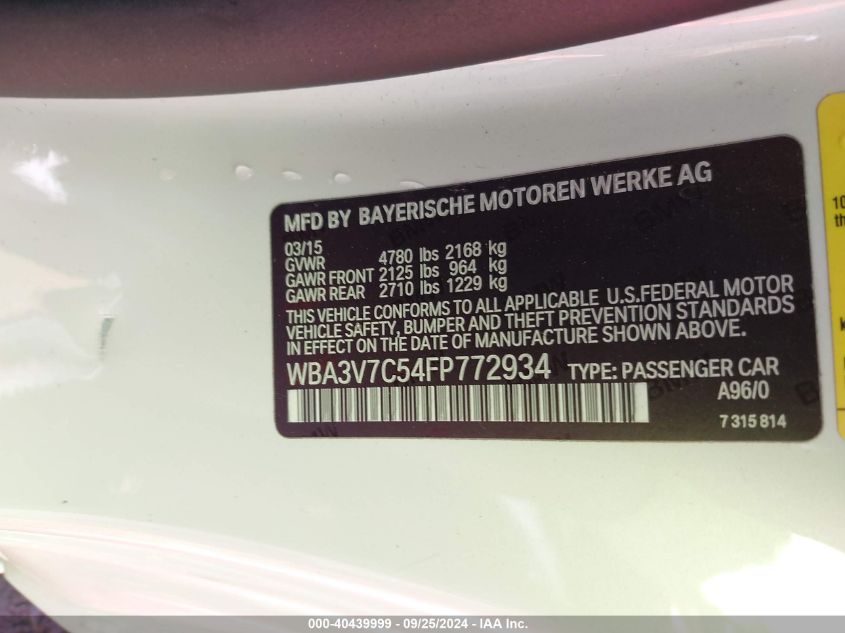 MFD BY BAYERISCHE MOTOREN WERKE AG
03/15
GVWR 4780 lbs 2168 kg
GAWR FRONT 2125 lbs 964 kg
GAWR REAR 2710 lbs 1229 kg
THIS VEHICLE CONFORMS TO ALL APPLICABLE U.S.FEDERAL MOTOR
VEHICLE SAFETY, BUMPER AND THEFT PREVENTION STANDARDS
IN EFFECT ON THE DATE OF MANUFACTURE SHOWN ABOVE.
WBA3V7C54FP772934 TYPE: PASSENGER CAR
A96/0
7 315 814
10
th
000-40439999 - 09/25/2024 - IAA Inc.